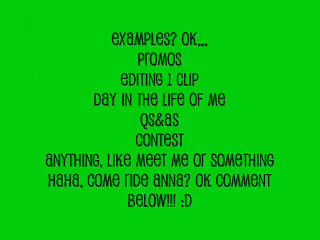 examples? ok...
promos
editing 1 clip
day in the life of me
qs&as
contest
anything, like meet me or something
haha, come ride anna? ok comment
below!!! :D